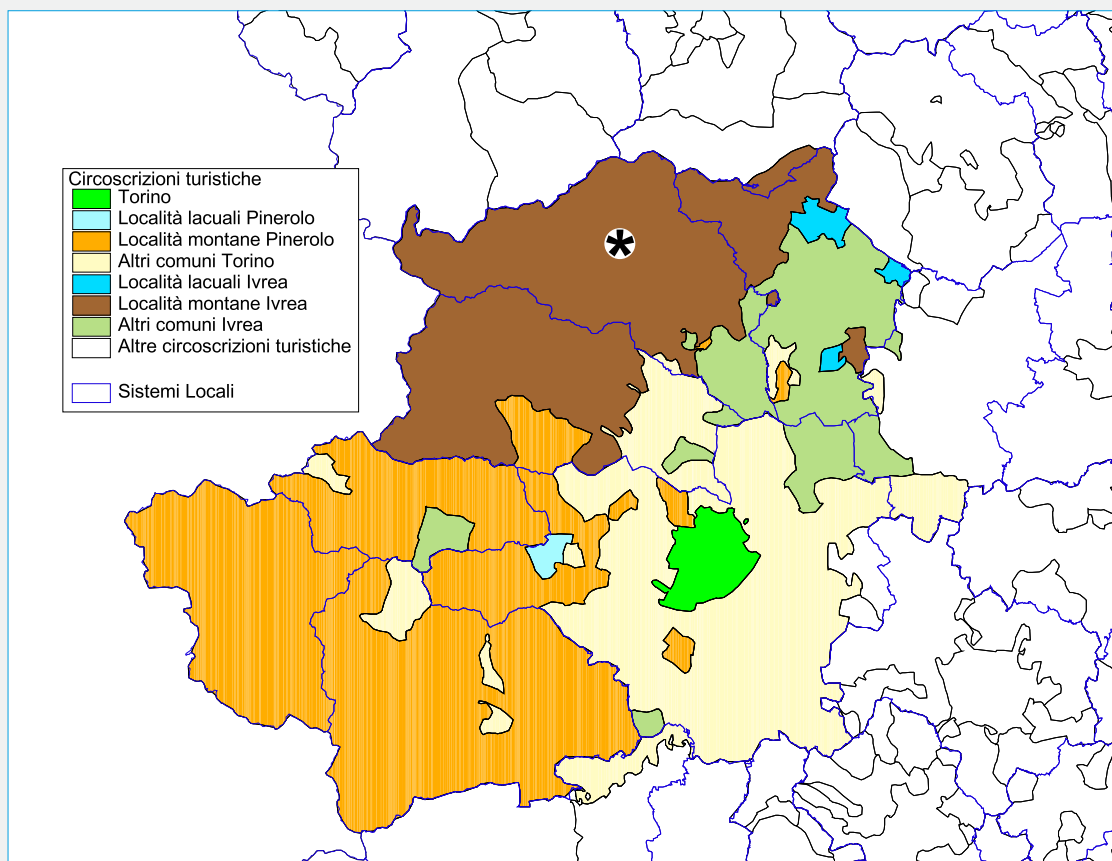 Circoscrizioni turistiche
Torino
Località lacuali Pinerolo
Località montane Pinerolo
Altri comuni Torino
Località lacuali Ivrea
Località montane Ivrea
Altri comuni Ivrea
Altre circoscrizioni turistiche
Sistemi Locali
*